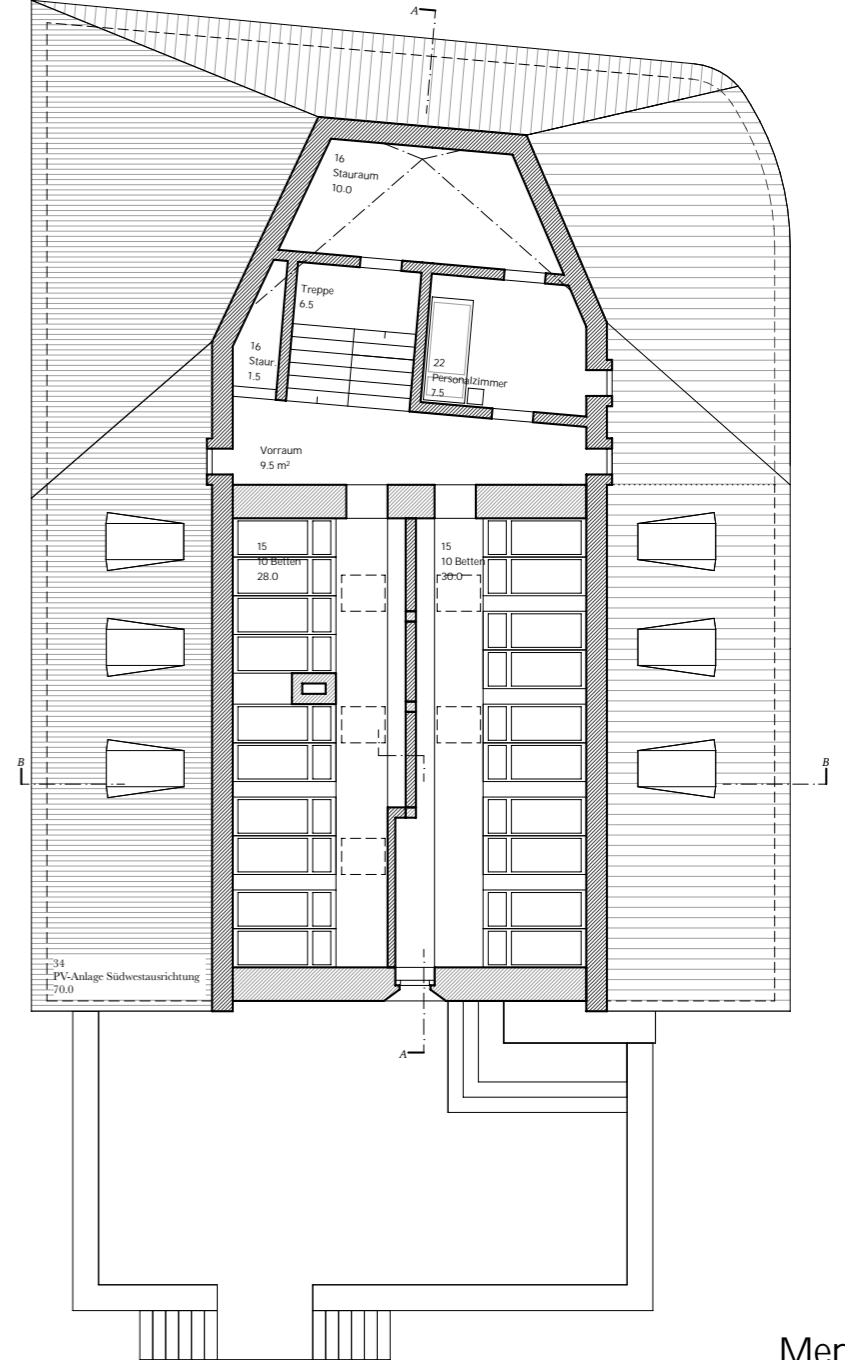 A
16
Stauraum
10.0
Treppe
6.5
16
Staur.
1.5
22
Personalzimmer
7.5
Vorraum
9.5 m²
15
10 Betten
28.0
15
10 Betten
30.0
B
B
34
PV-Anlage Südwestausrichtung
70.0
A